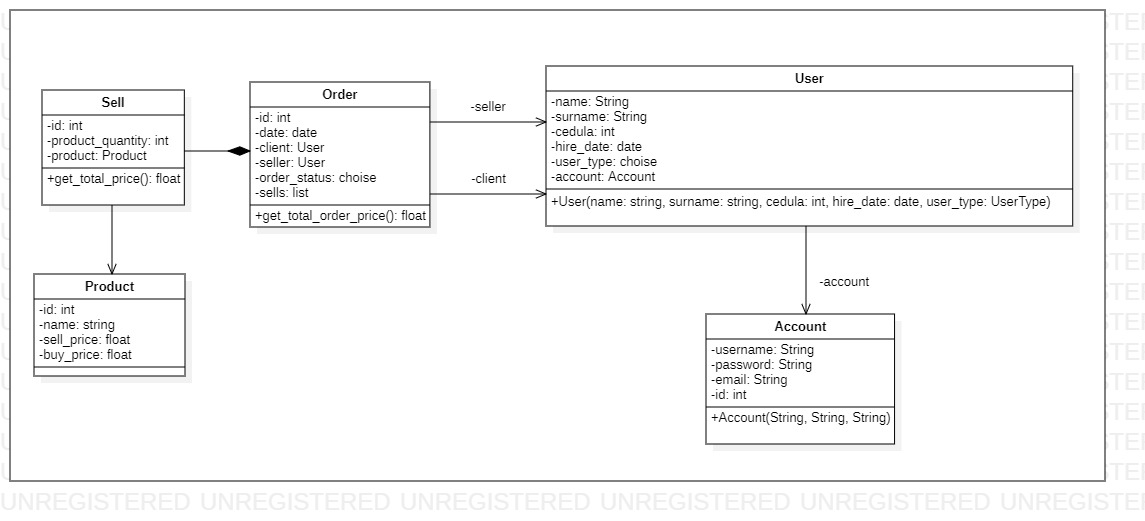 Sell
-id: int
-product_quantity: int
-product: Product
+get_total_price(): float
Order
-id: int
-date: date
-client: User
-seller: User
-order_status: choise
-sells: list
+get_total_order_price(): float
-seller
-client
User
-name: String
-surname: String
-cedula: int
-hire_date: date
-user_type: choise
-account: Account
+User(name: string, surname: string, cedula: int, hire_date: date, user_type: UserType)
Product
-id: int
-name: string
-sell_price: float
-buy_price: float
-account
Account
-username: String
-password: String
-email: String
-id: int
+Account(String, String, String)
UNREGISTERED UNREGISTERED UNREGISTERED UNREGISTERED UNREGISTERED